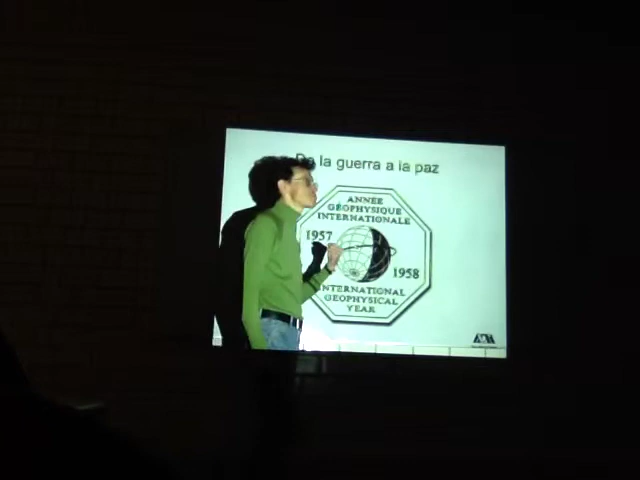 De la guerra a la paz
ANNÉE
GÉOPHYSIQUE
INTERNATIONALE
1957
1958
INTERNATIONAL
GEOPHYSICAL
YEAR